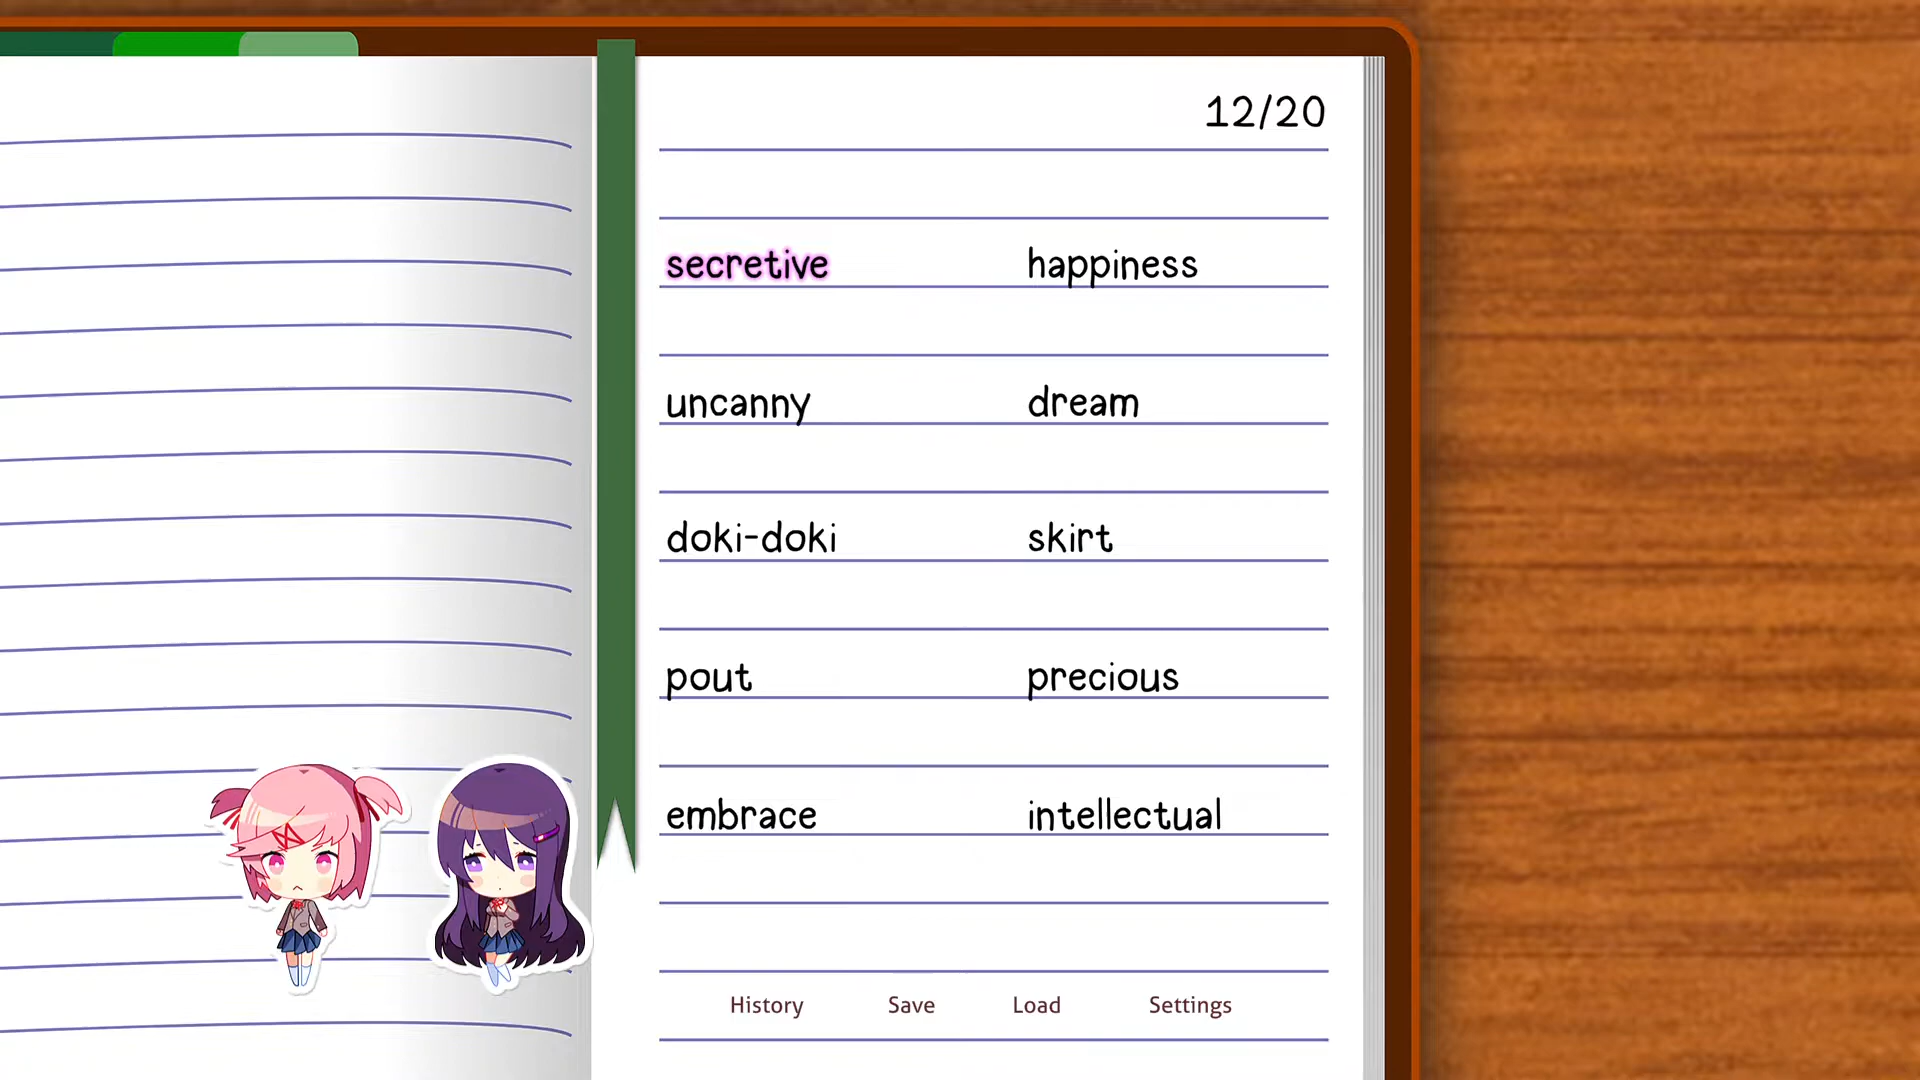 12/20
secretive happiness
uncanny dream
doki-doki skirt
pout precious
embrace intellectual
History Save Load Settings